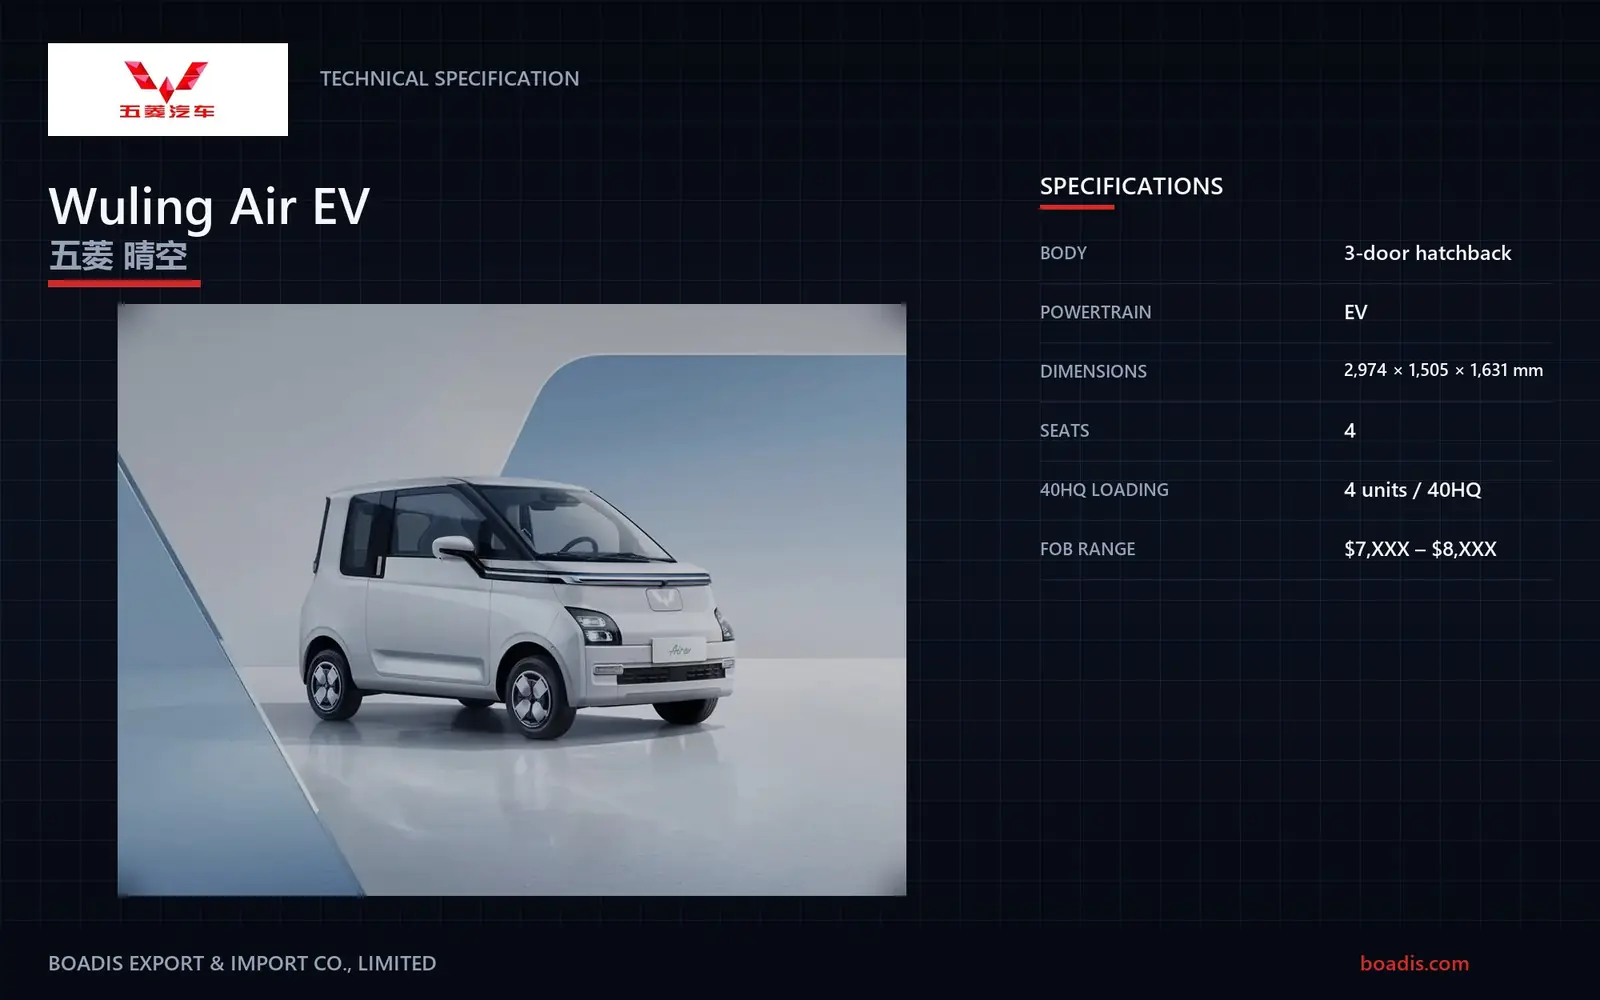 五菱汽车
TECHNICAL SPECIFICATION
Wuling Air EV
五菱 晴空
SPECIFICATIONS
BODY 3-door hatchback
POWERTRAIN EV
DIMENSIONS 2,974 × 1,505 × 1,631 mm
SEATS 4
40HQ LOADING 4 units / 40HQ
FOB RANGE $7,XXX – $8,XXX
Air ev
BOADIS EXPORT & IMPORT CO., LIMITED
boadis.com